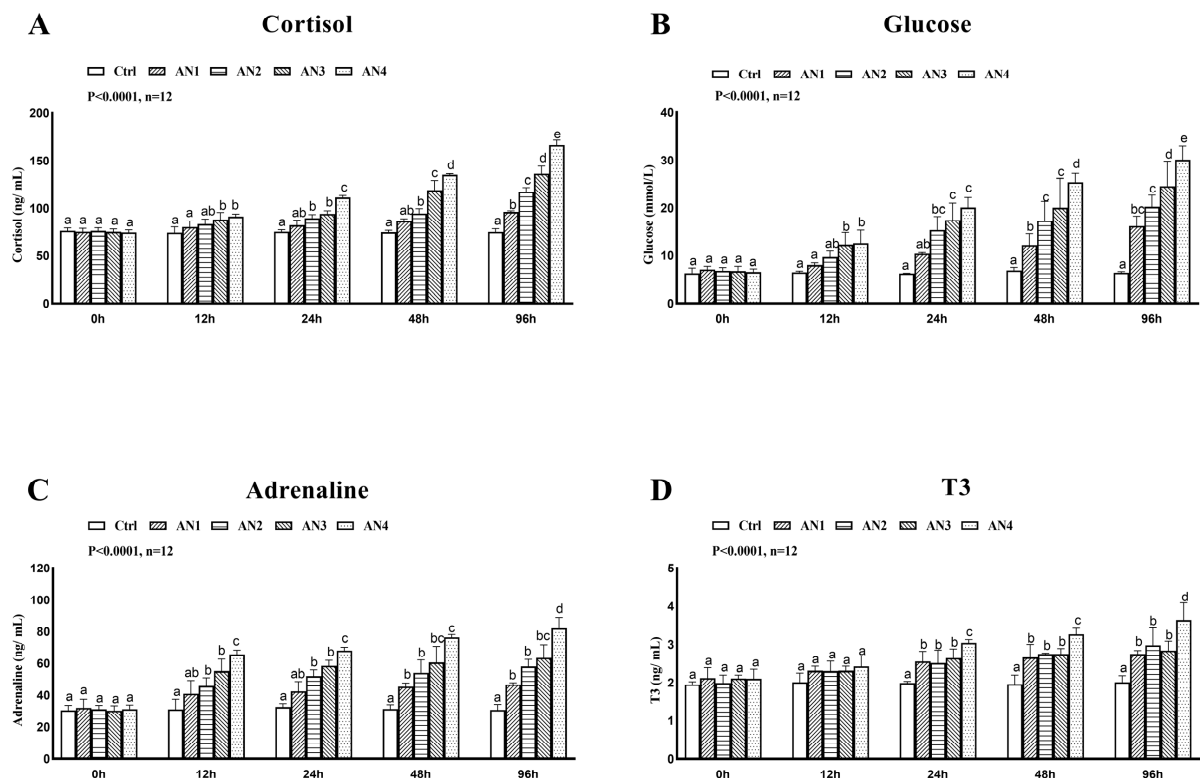 A
Cortisol
Ctrl AN1 AN2 AN3 AN4
P<0.0001, n=12
Cortisol (ng/ mL)
200
150
100
50
0
a a a a a
a a ab b b
a ab b b c
a ab b c d
a b c d e
0h 12h 24h 48h 96h
B
Glucose
Ctrl AN1 AN2 AN3 AN4
P<0.0001, n=12
Glucose (mmol/L)
40
30
20
10
0
a a a a a
a a ab b b
a ab bc c c
a b c c d
a bc c d e
0h 12h 24h 48h 96h
C
Adrenaline
Ctrl AN1 AN2 AN3 AN4
P<0.0001, n=12
Adrenaline (ng/ mL)
120
100
80
60
40
20
0
a a a a a
a ab b b c
a ab b b c
a b b bc c
a b b bc d
0h 12h 24h 48h 96h
D
T3
Ctrl AN1 AN2 AN3 AN4
P<0.0001, n=12
T3 (ng/ mL)
5
4
3
2
1
0
a a a a a
a a a a a
a b b b c
a b b b c
a b b b d
0h 12h 24h 48h 96h